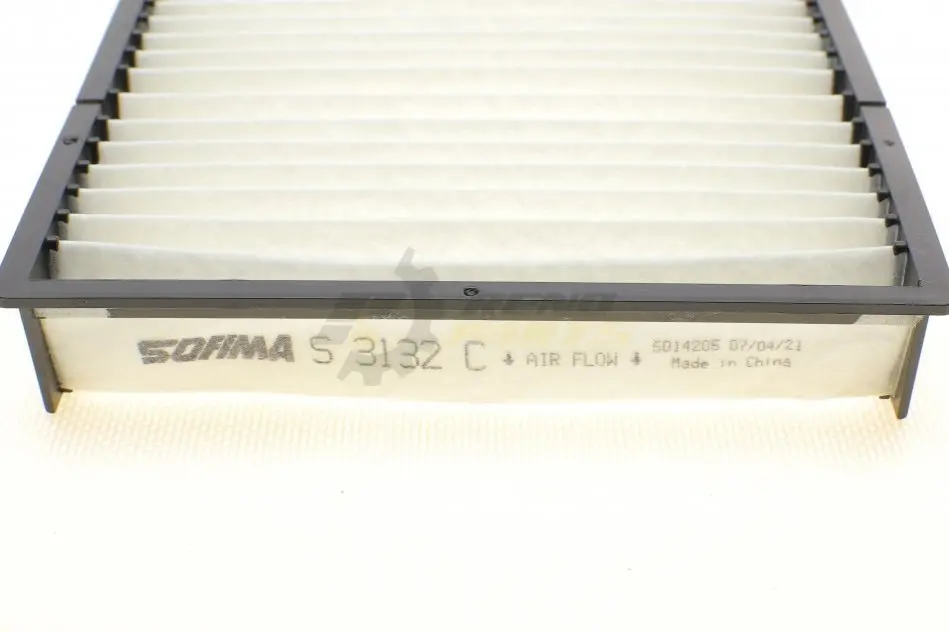 SOFIMA S 3132 C ↓ AIR FLOW ↓ 5014205 07/04/21
Made in China